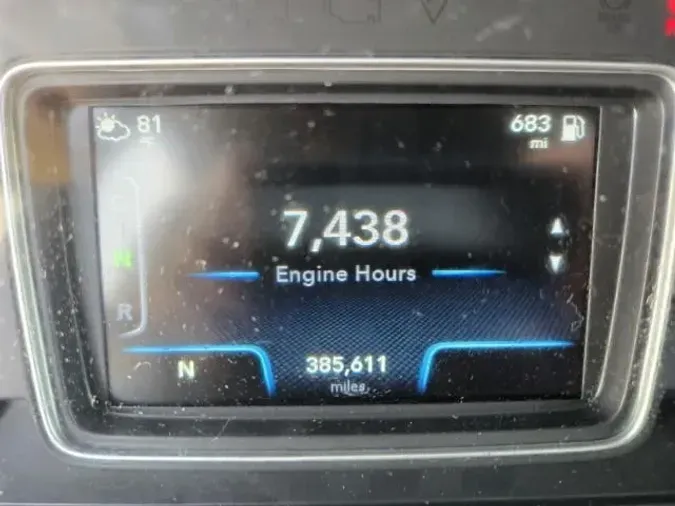 81
683
mi
7,438
Engine Hours
N
R
N
385,611
miles